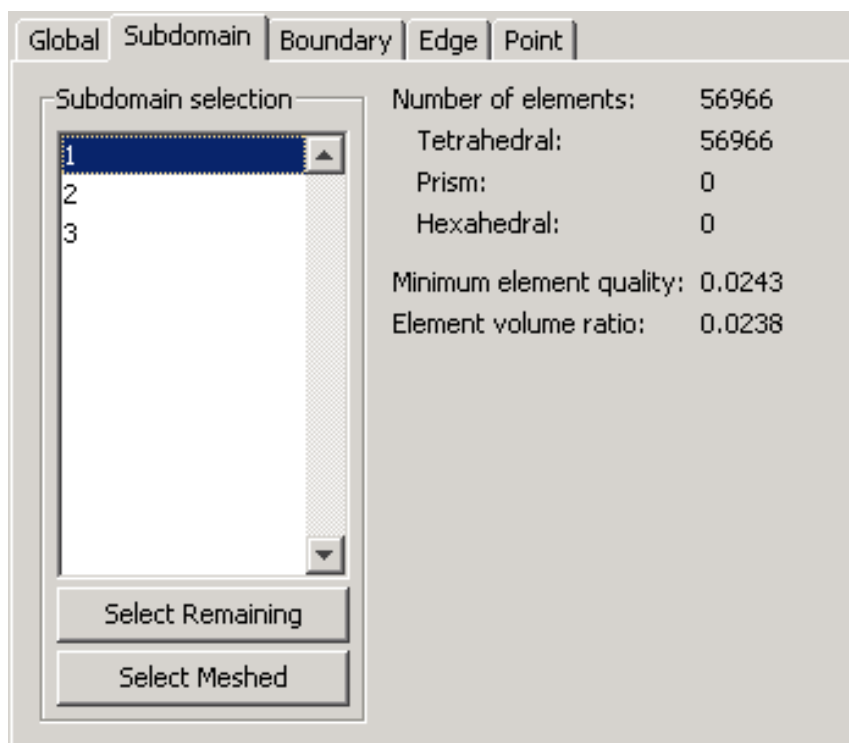 Global Subdomain Boundary Edge Point
Subdomain selection
1
2
3
Select Remaining
Select Meshed
Number of elements: 56966
Tetrahedral: 56966
Prism: 0
Hexahedral: 0
Minimum element quality: 0.0243
Element volume ratio: 0.0238